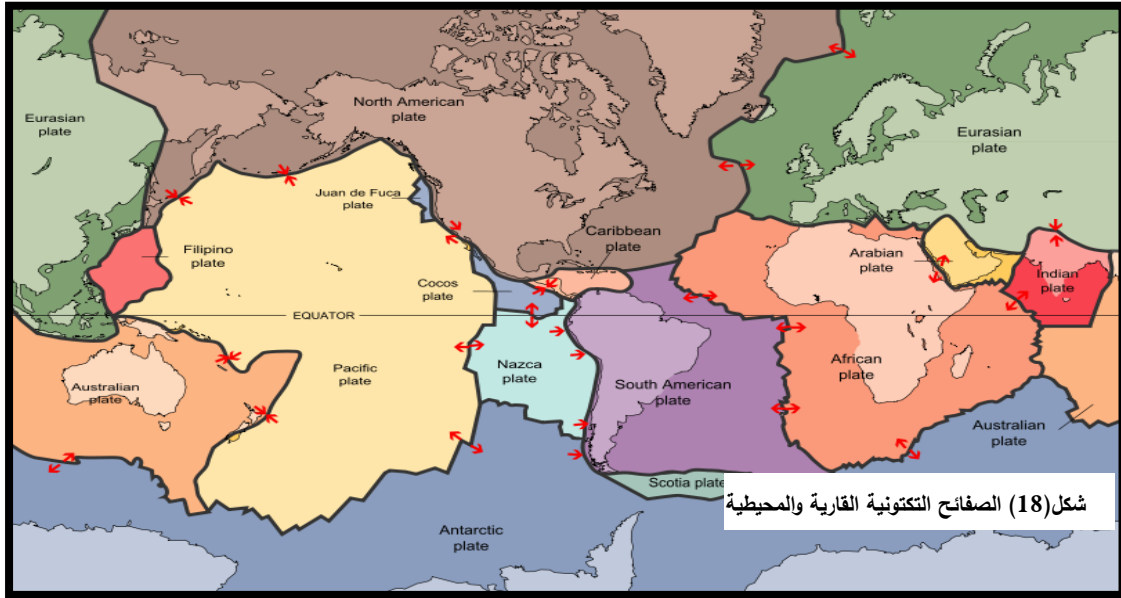 North American
plate
Eurasian
plate
Eurasian
plate
Juan de Fuca
plate
Caribbean
plate
Filipino
plate
Arabian
plate
Cocos
plate
Indian
plate
EQUATOR
Nazca
plate
Pacific
plate
African
plate
South American
plate
Australian
plate
Australian
plate
Scotia plate
شكل(18) الصفائح التكتونية القارية والمحيطية
Antarctic
plate